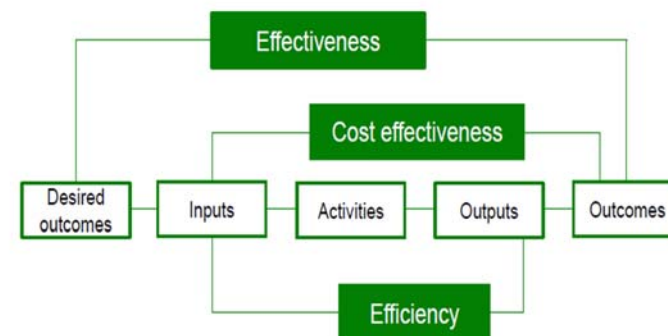 Effectiveness
Cost effectiveness
Desired
outcomes
Inputs
Activities
Outputs
Outcomes
Efficiency